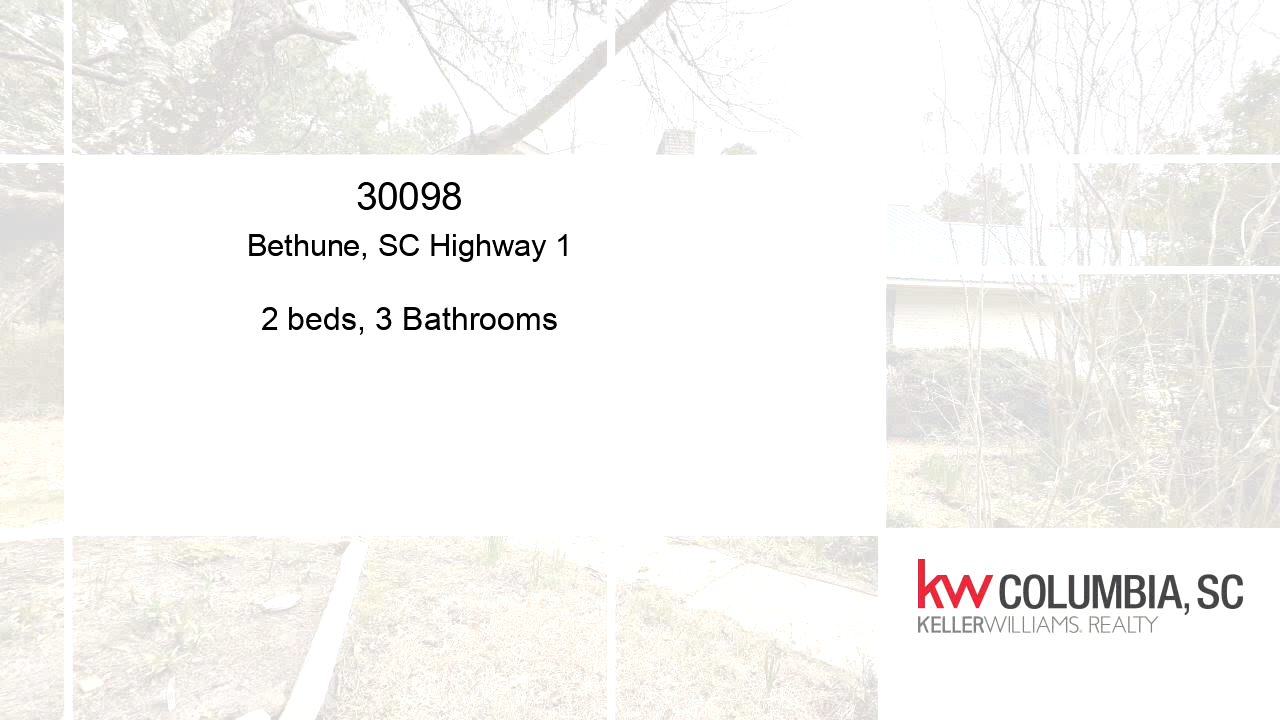 30098
Bethune, SC Highway 1
2 beds, 3 Bathrooms
kw COLUMBIA, SC
KELLERWILLIAMS. REALTY